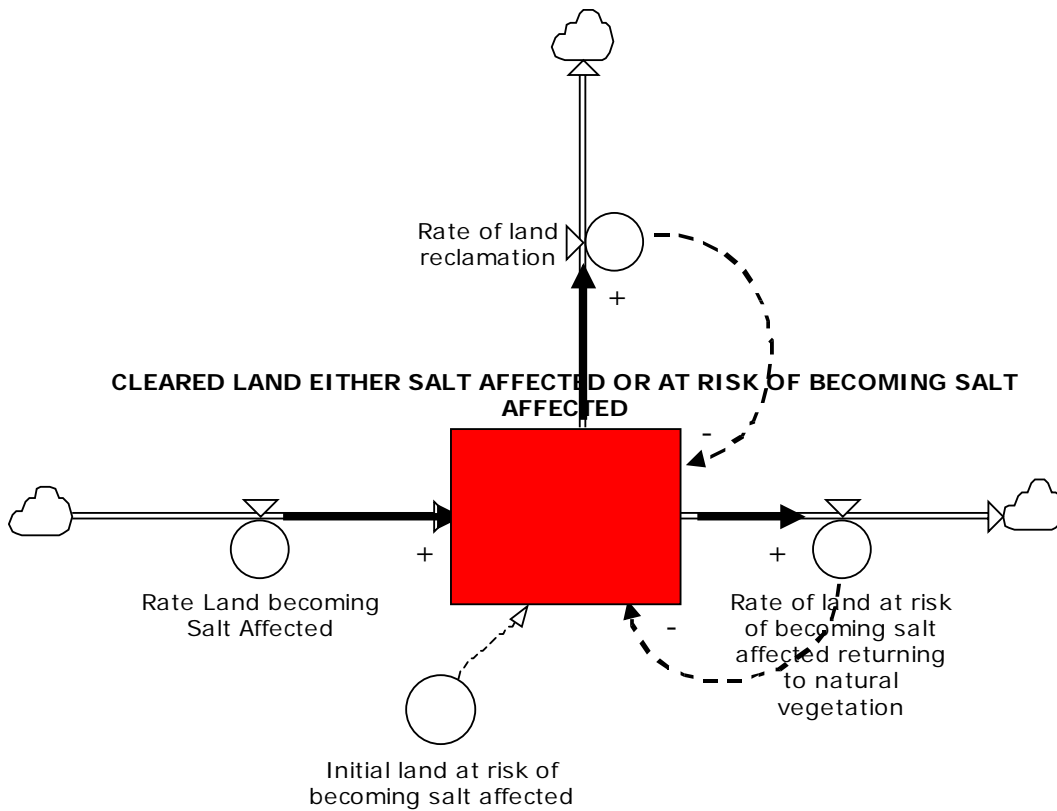 Rate of land
reclamation
+
CLEARED LAND EITHER SALT AFFECTED OR AT RISK OF BECOMING SALT
AFFECTED
-
+
+
Rate Land becoming
Salt Affected
-
Rate of land at risk
of becoming salt
affected returning
to natural
vegetation
Initial land at risk of
becoming salt affected